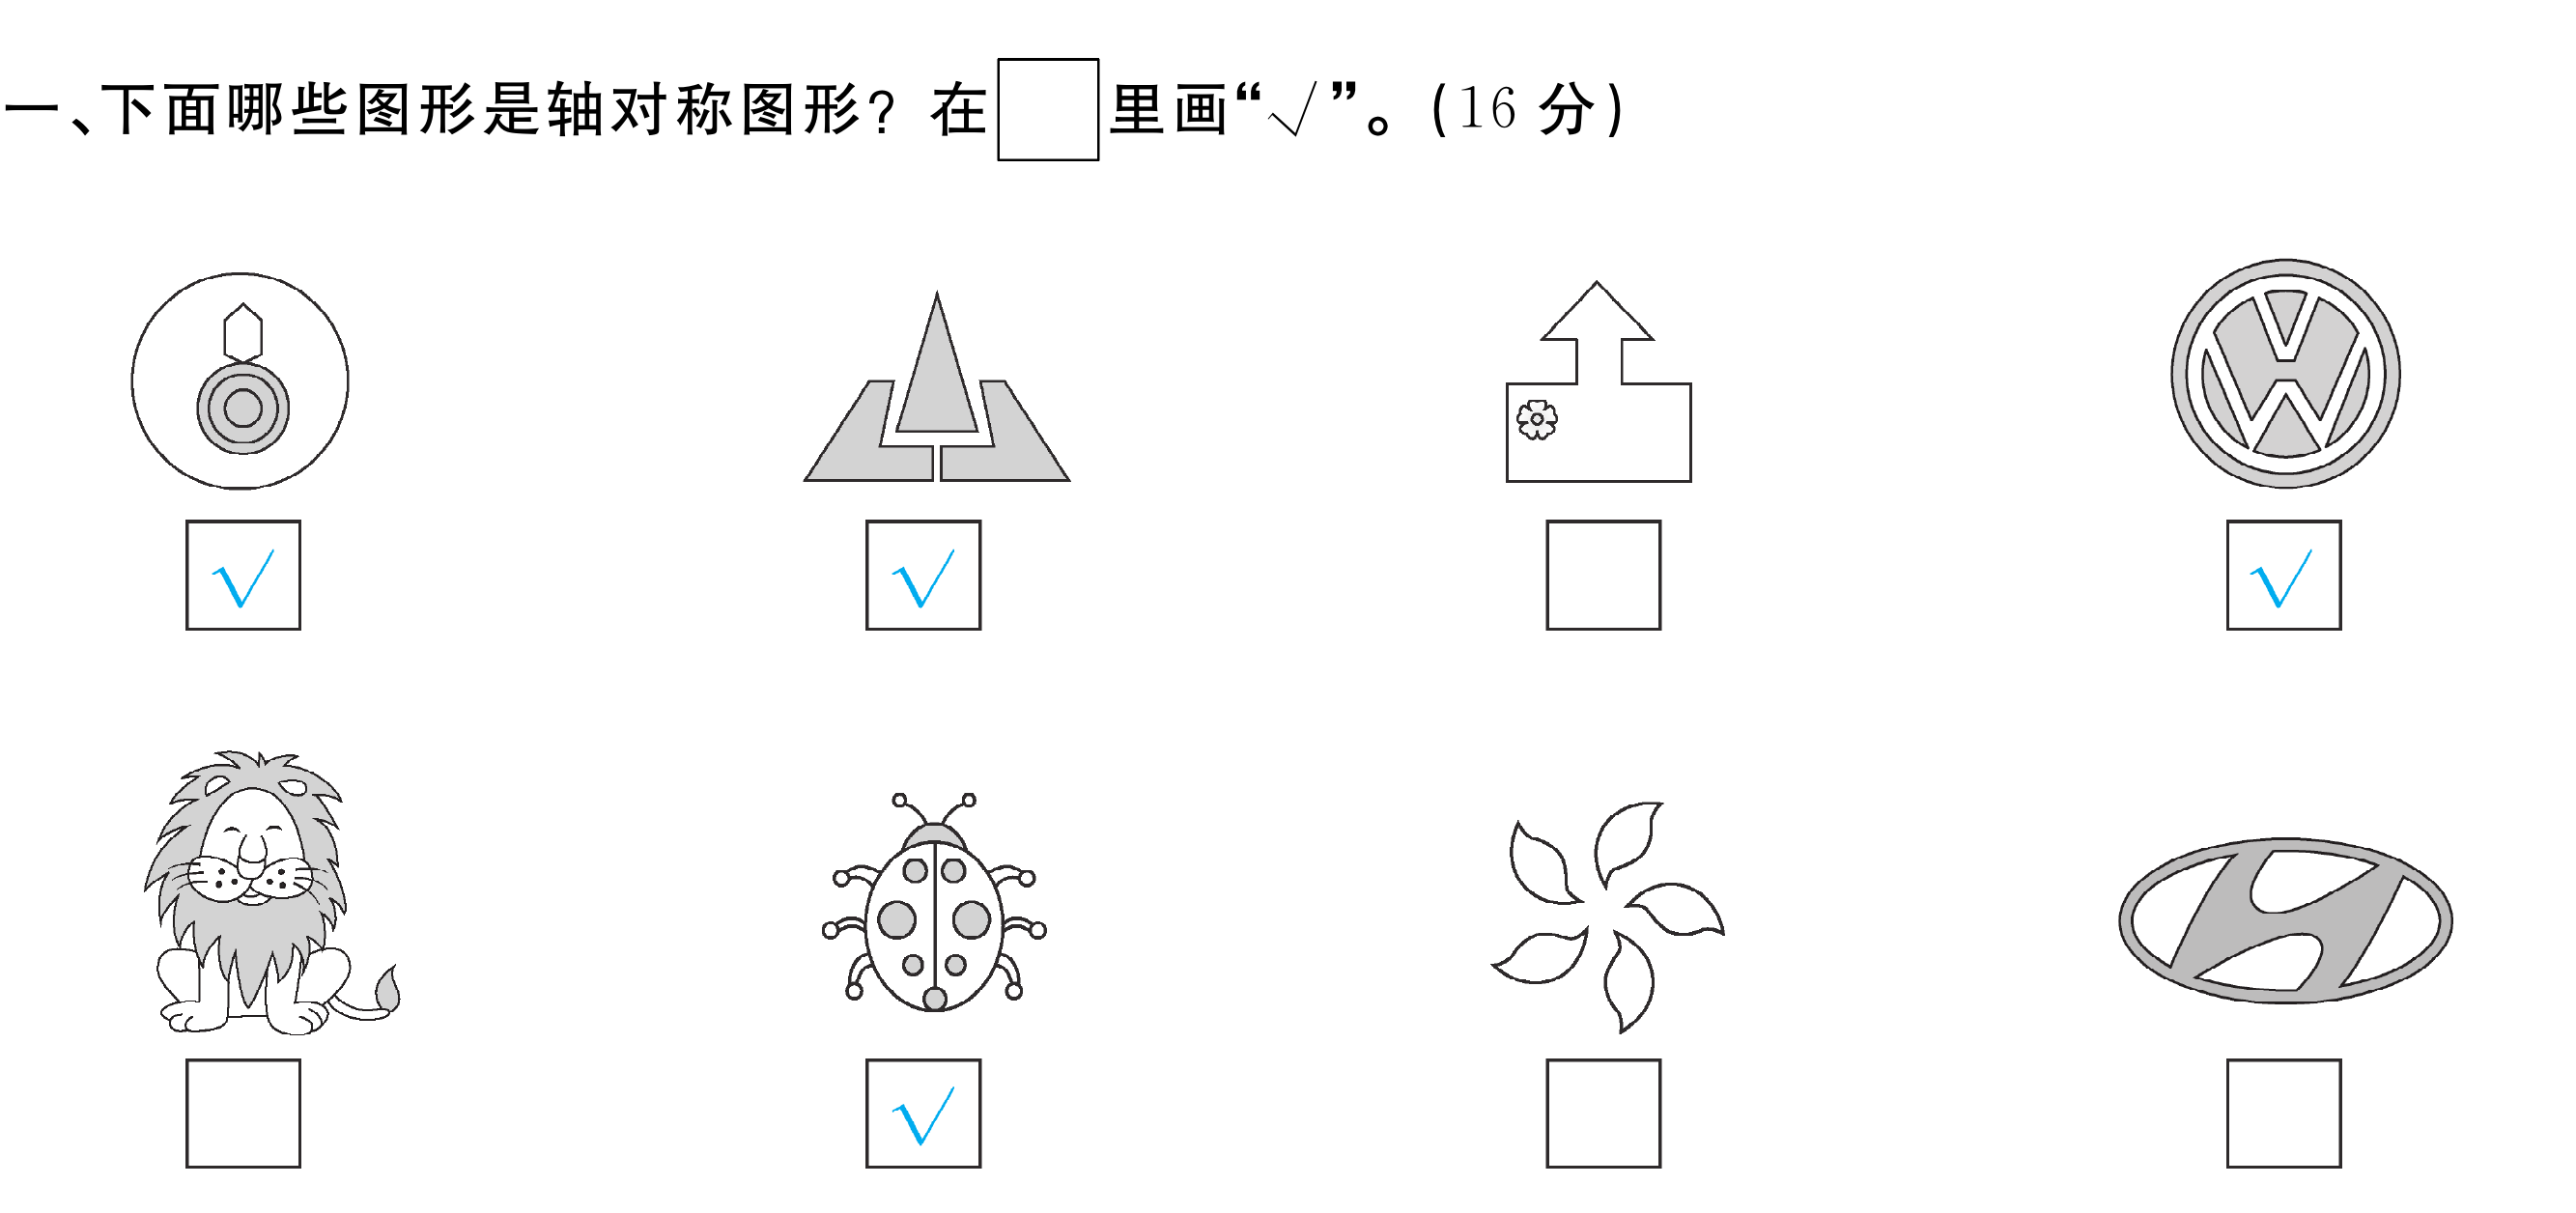 一、下面哪些图形是轴对称图形？在□里画“√”。(16 分)
√ √ √
√